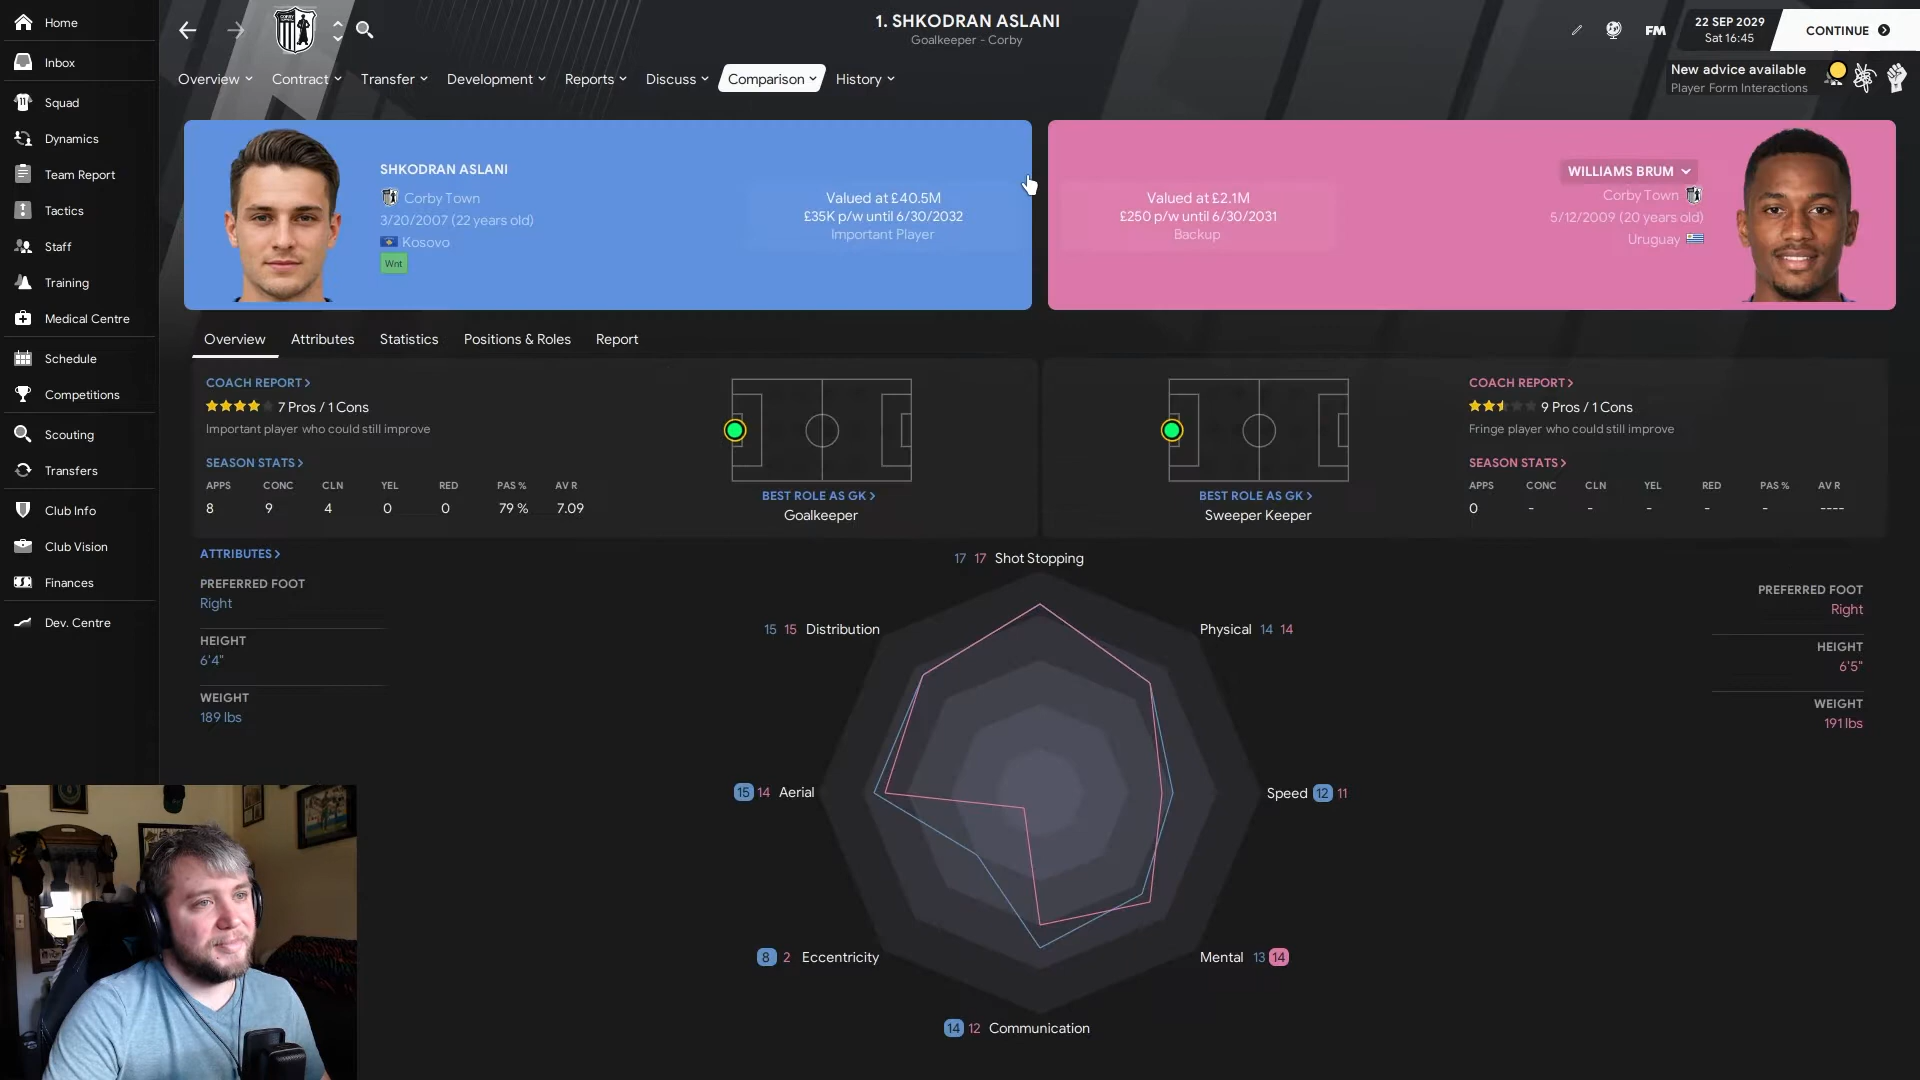 Home
Inbox
Squad
Dynamics
Team Report
Tactics
Staff
Training
Medical Centre
Schedule
Competitions
Scouting
Transfers
Club Info
Club Vision
Finances
Dev. Centre
1. SHKODRAN ASLANI
Goalkeeper - Corby
FM
22 SEP 2029
Sat 16:45
CONTINUE
Overview Contract Transfer Development Reports Discuss Comparison History
New advice available
Player Form Interactions
SHKODRAN ASLANI
Corby Town
3/20/2007 (22 years old)
Kosovo
Wnt
Valued at £40.5M
£35K p/w until 6/30/2032
Important Player
Valued at £2.1M
£250 p/w until 6/30/2031
Backup
WILLIAMS BRUM
Corby Town
5/12/2009 (20 years old)
Uruguay
Overview Attributes Statistics Positions & Roles Report
COACH REPORT >
7 Pros / 1 Cons
Important player who could still improve
SEASON STATS >
APPS CONC CLN YEL RED PAS % AV R
8 9 4 0 0 79 % 7.09
BEST ROLE AS GK >
Goalkeeper
BEST ROLE AS GK >
Sweeper Keeper
COACH REPORT >
9 Pros / 1 Cons
Fringe player who could still improve
SEASON STATS >
APPS CONC CLN YEL RED PAS % AV R
0 - - - - - ----
ATTRIBUTES >
PREFERRED FOOT
Right
HEIGHT
6'4"
WEIGHT
189 lbs
17 17 Shot Stopping
15 15 Distribution
Physical 14 14
15 14 Aerial
Speed 12 11
8 2 Eccentricity
Mental 13 14
14 12 Communication
PREFERRED FOOT
Right
HEIGHT
6'5"
WEIGHT
191 lbs